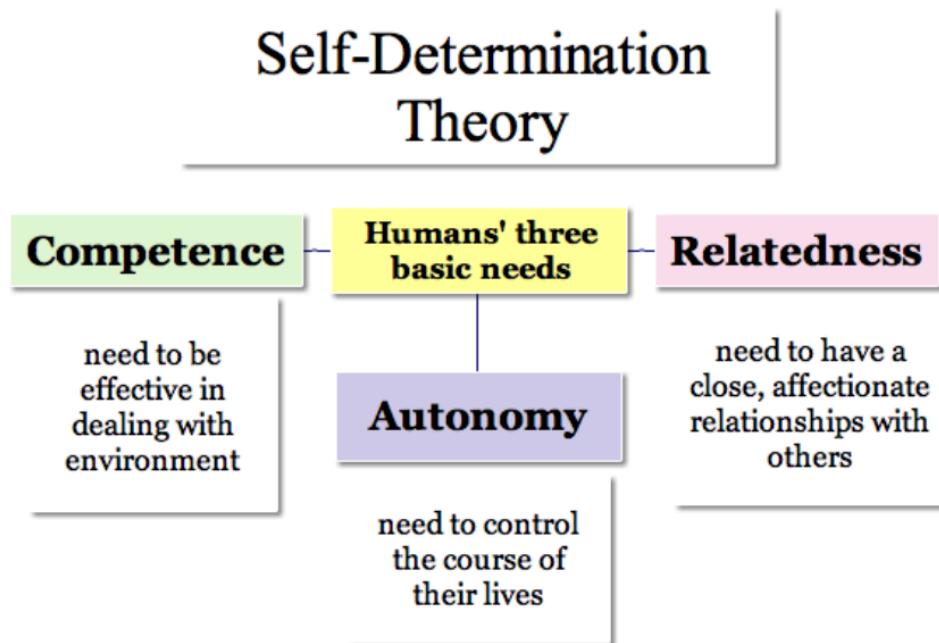 Self-Determination
Theory
Competence
Humans' three
basic needs
Relatedness
need to be
effective in
dealing with
environment
Autonomy
need to control
the course of
their lives
need to have a
close, affectionate
relationships with
others